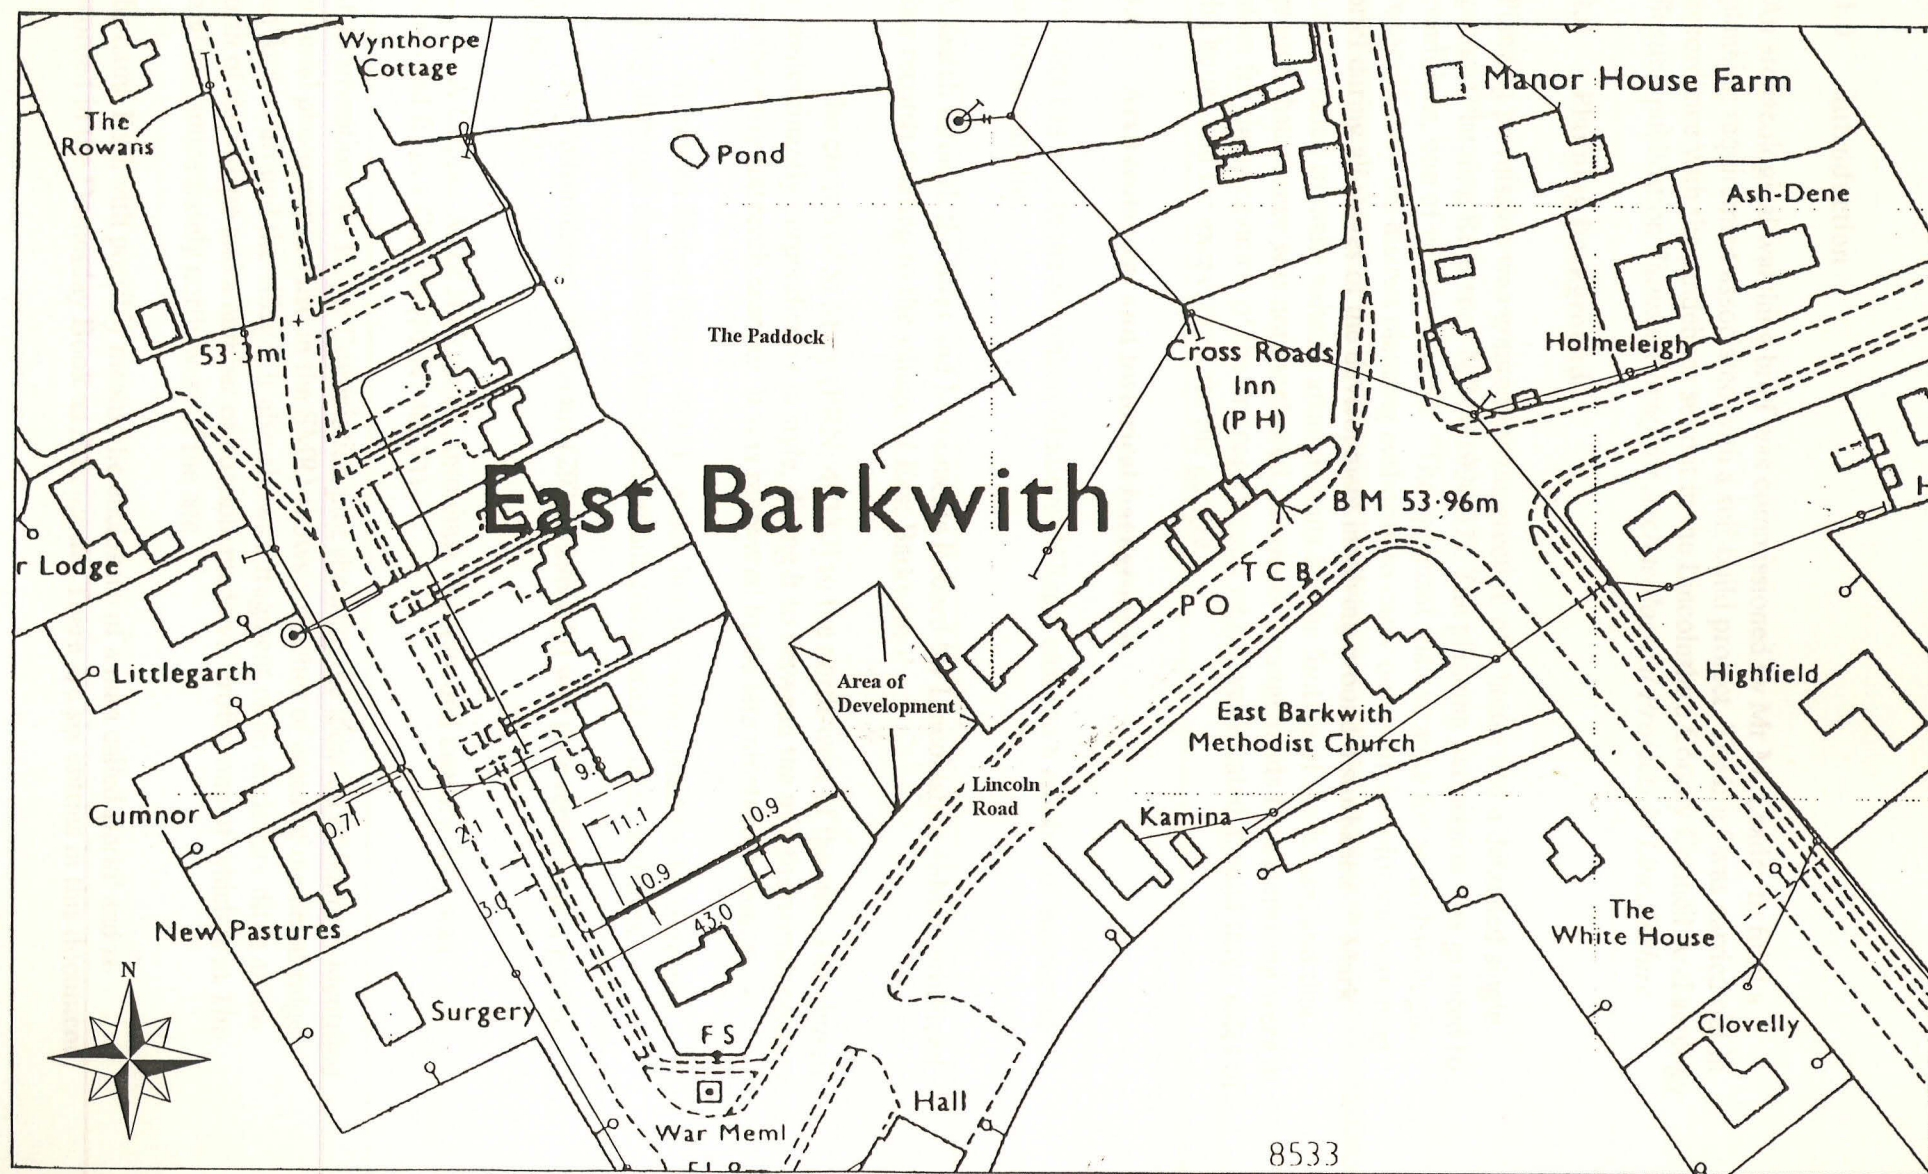 Wynthorpe
Cottage
The
Rowans
Pond
Manor House Farm
Ash-Dene
53·3m
The Paddock
Cross Roads
Inn
(P H)
Holmeleigh
East Barkwith
B M 53·96m
r Lodge
T C B
P O
Littlegarth
Area of
Development
East Barkwith
Methodist Church
Highfield
Cumnor
Lincoln
Road
Kamina
9.8
11.1
0.9
0.71
2.1
0.9
3.0
43.0
New Pastures
The
White House
N
Surgery
F S
Clovelly
Hall
War Meml
8533